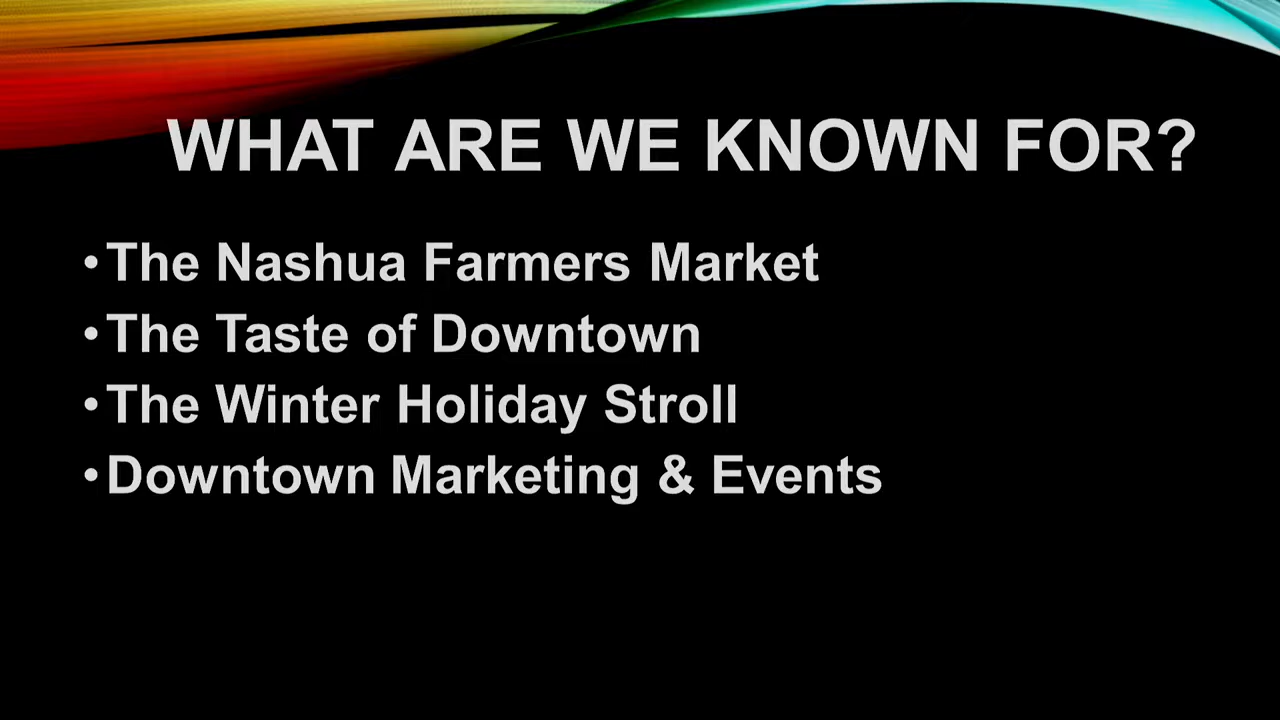 WHAT ARE WE KNOWN FOR?
•The Nashua Farmers Market
•The Taste of Downtown
•The Winter Holiday Stroll
•Downtown Marketing & Events